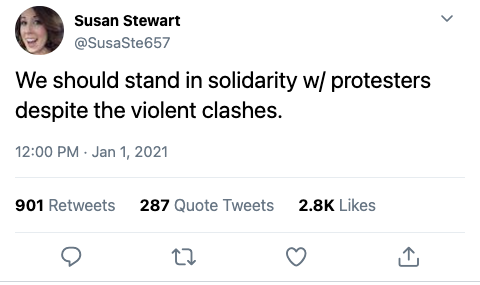 Susan Stewart
@SusaSte657
We should stand in solidarity w/ protesters
despite the violent clashes.
12:00 PM · Jan 1, 2021
901 Retweets 287 Quote Tweets 2.8K Likes